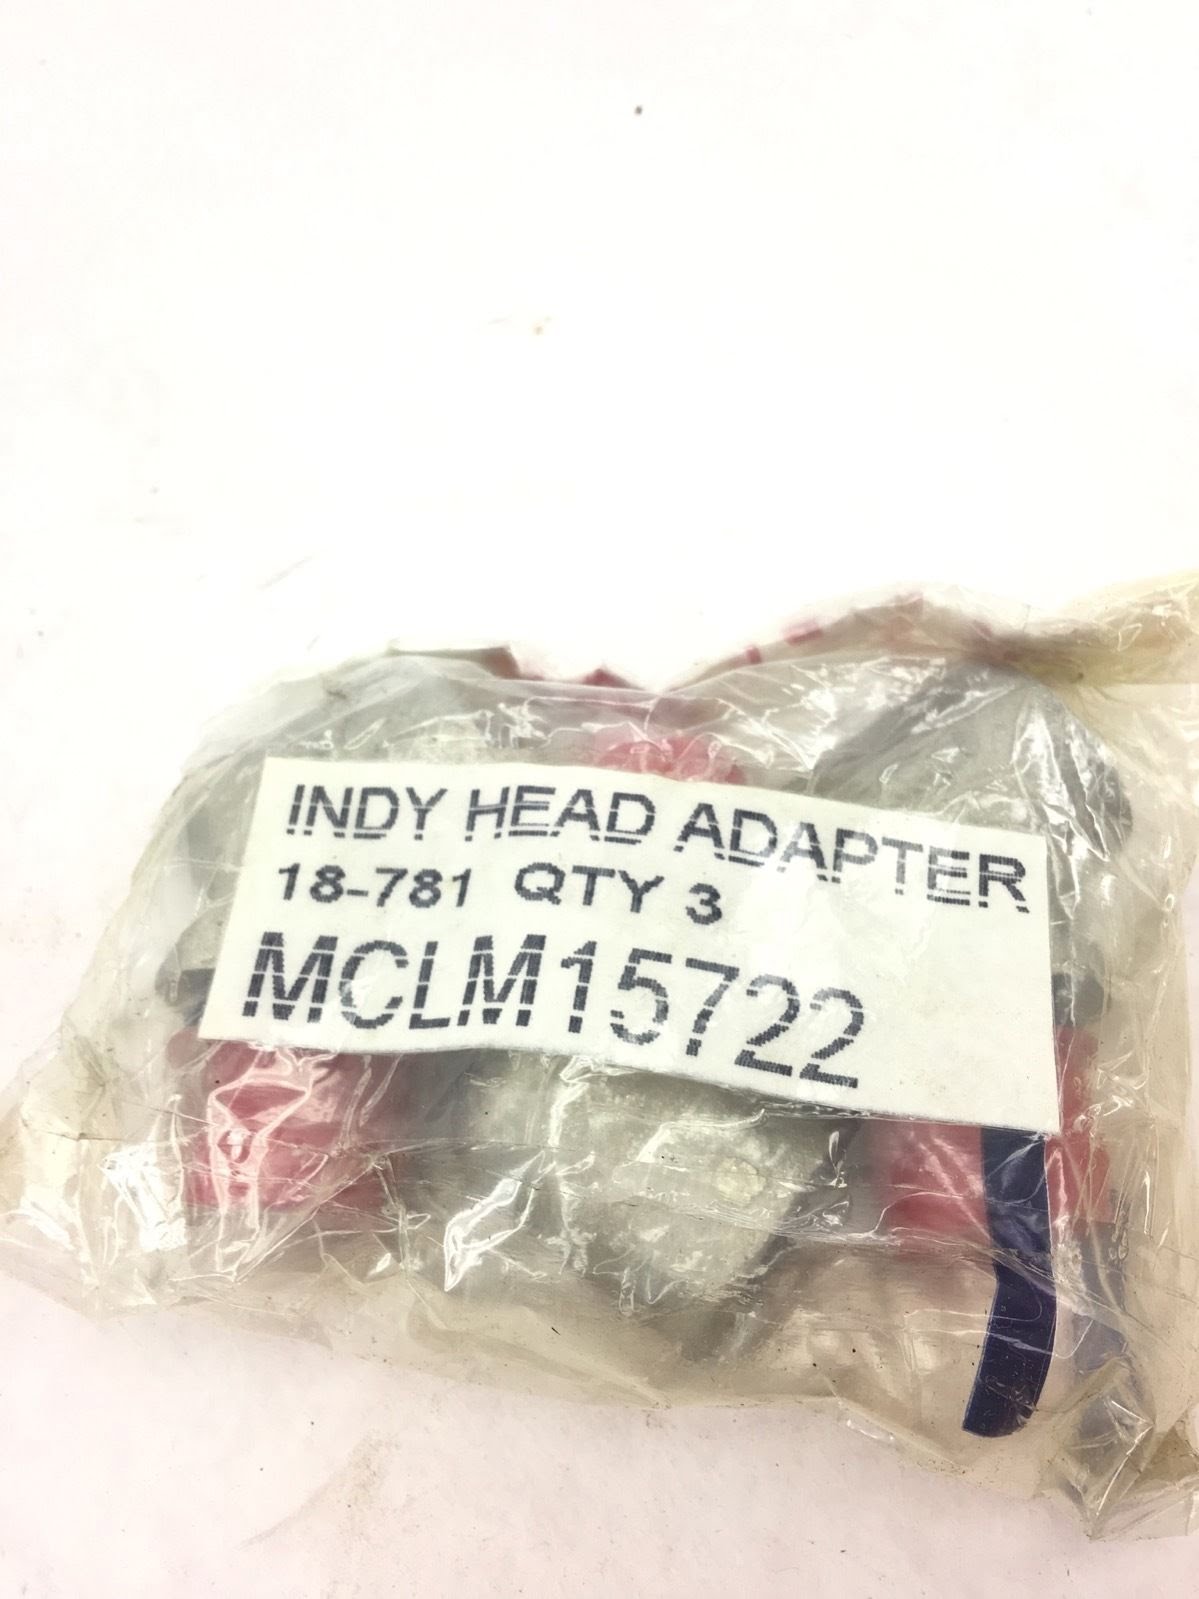 INDY HEAD ADAPTER
18-781 QTY 3
MCLM15722